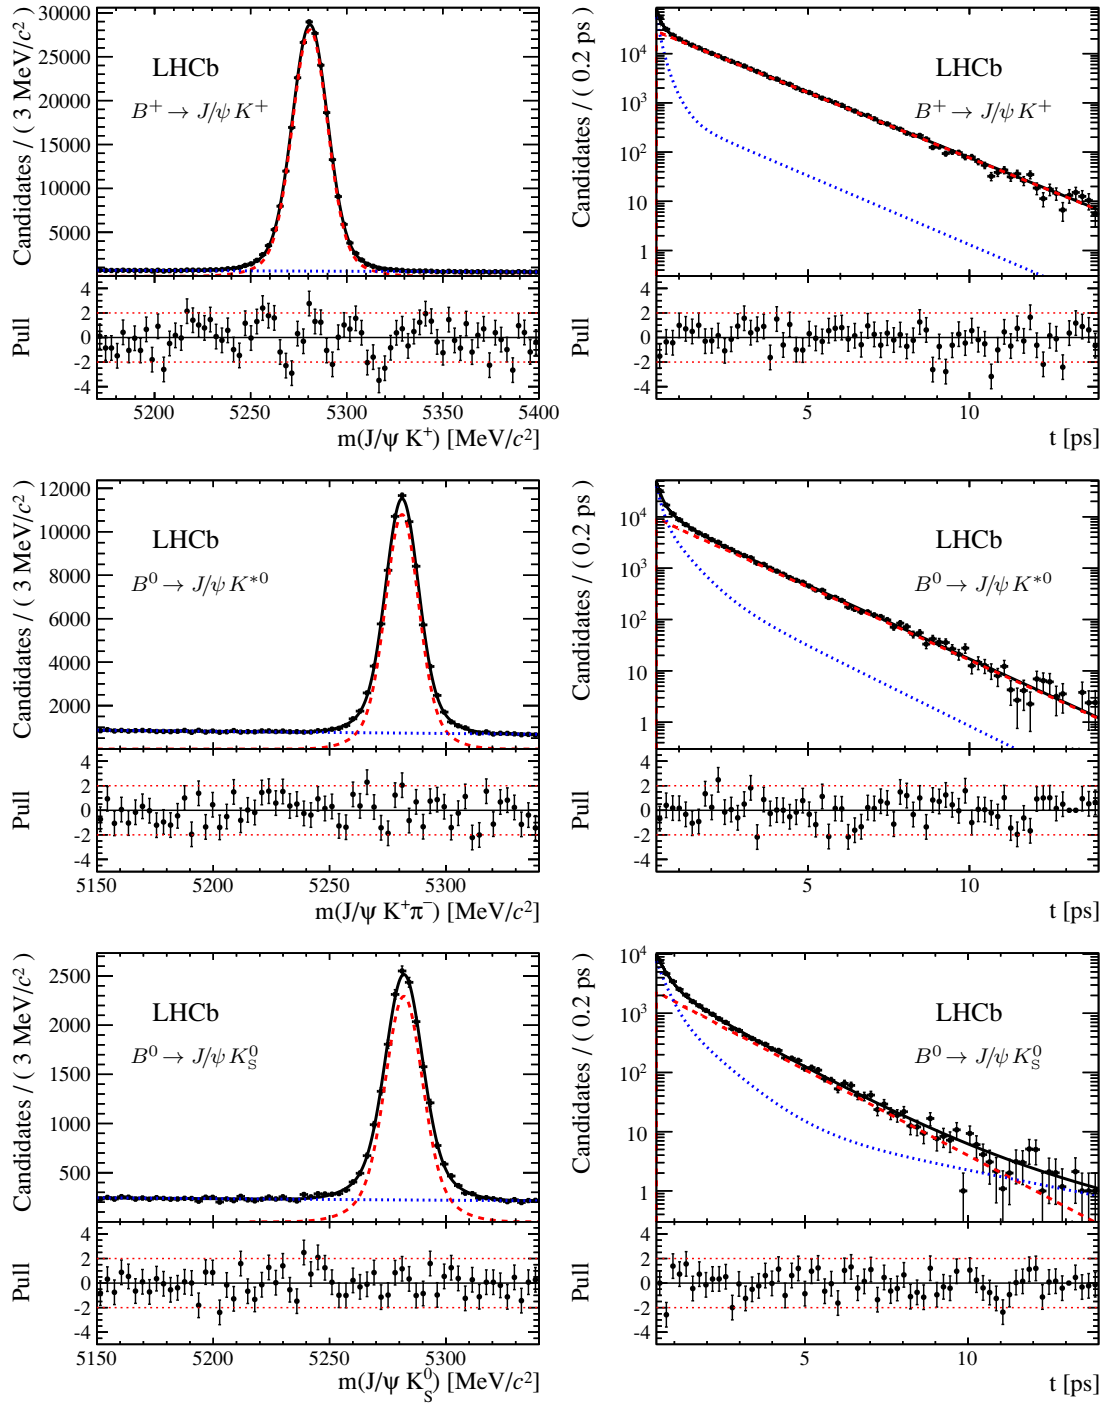 Candidates / ( 3 MeV/c²)
30000
25000
20000
15000
10000
5000
LHCb
B⁺ → J/ψ K⁺
Pull
4
2
0
-2
-4
5200 5250 5300 5350 5400
m(J/ψ K⁺) [MeV/c²]
Candidates / ( 0.2 ps )
10⁴
10³
10²
10
1
LHCb
B⁺ → J/ψ K⁺
Pull
4
2
0
-2
-4
5 10
t [ps]
Candidates / ( 3 MeV/c²)
12000
10000
8000
6000
4000
2000
LHCb
B⁰ → J/ψ K*⁰
Pull
4
2
0
-2
-4
5150 5200 5250 5300
m(J/ψ K⁺π⁻) [MeV/c²]
Candidates / ( 0.2 ps )
10⁴
10³
10²
10
1
LHCb
B⁰ → J/ψ K*⁰
Pull
4
2
0
-2
-4
5 10
t [ps]
Candidates / ( 3 MeV/c²)
2500
2000
1500
1000
500
LHCb
B⁰ → J/ψ K⁰S
Pull
4
2
0
-2
-4
5150 5200 5250 5300
m(J/ψ K⁰S) [MeV/c²]
Candidates / ( 0.2 ps )
10⁴
10³
10²
10
1
LHCb
B⁰ → J/ψ K⁰S
Pull
4
2
0
-2
-4
5 10
t [ps]